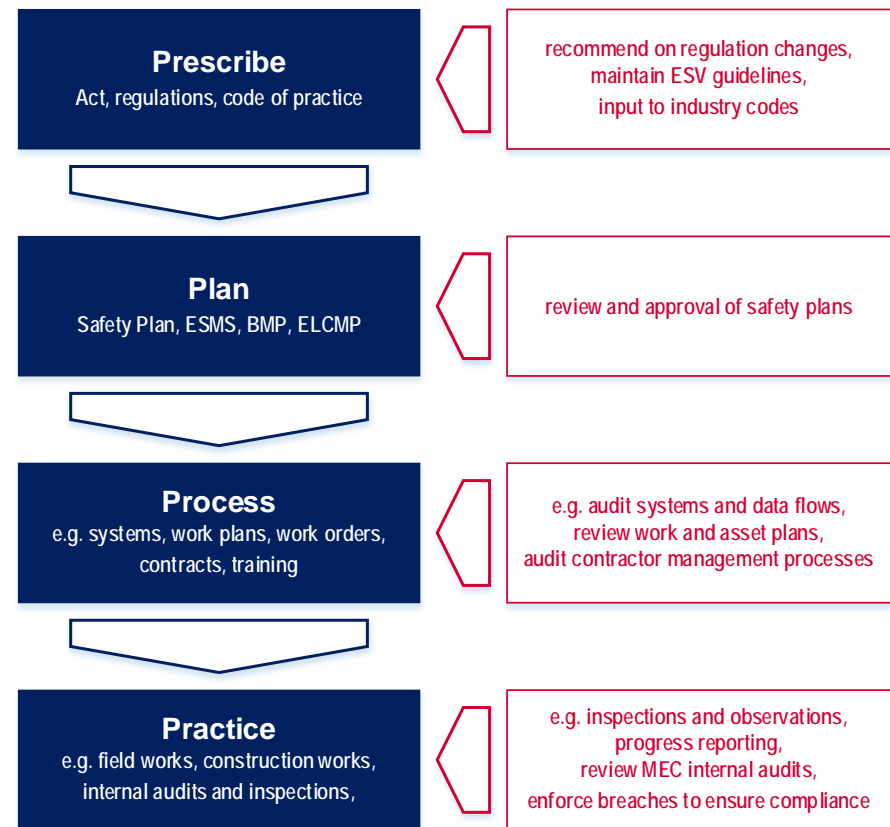 Prescribe
Act, regulations, code of practice
recommend on regulation changes,
maintain ESV guidelines,
input to industry codes
Plan
Safety Plan, ESMS, BMP, ELCMP
review and approval of safety plans
Process
e.g. systems, work plans, work orders,
contracts, training
e.g. audit systems and data flows,
review work and asset plans,
audit contractor management processes
Practice
e.g. field works, construction works,
internal audits and inspections,
e.g. inspections and observations,
progress reporting,
review MEC internal audits,
enforce breaches to ensure compliance